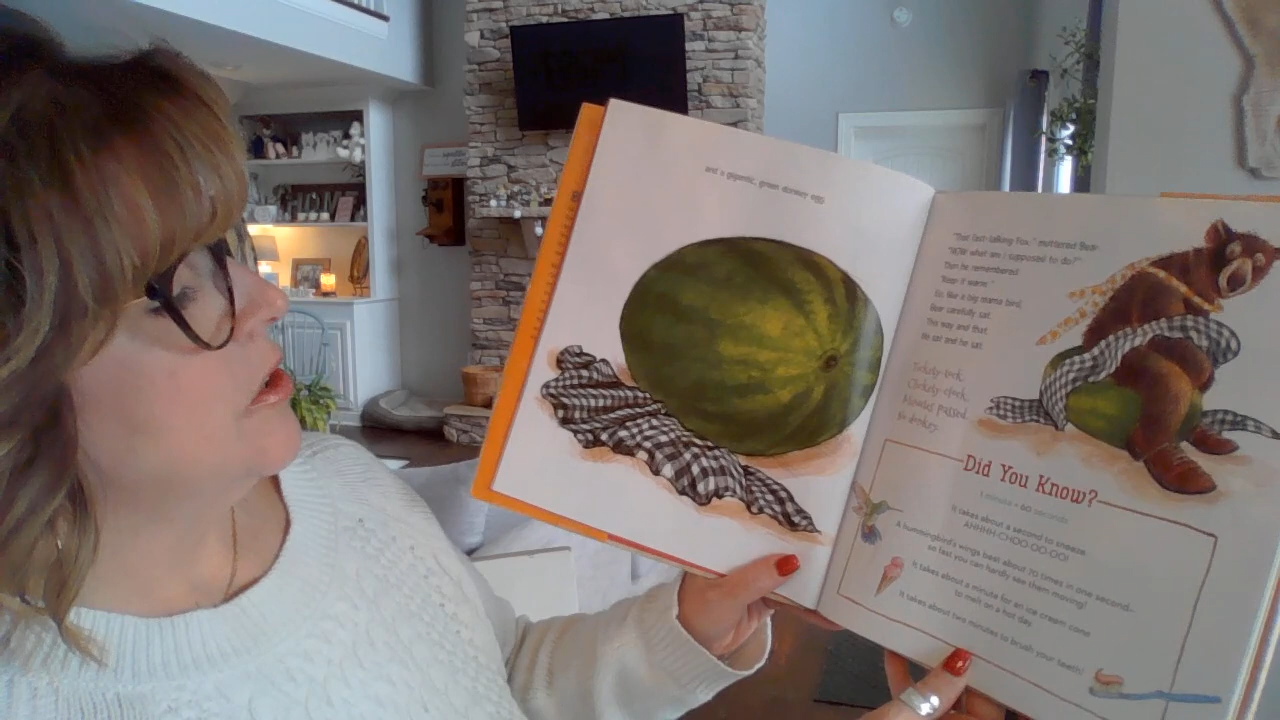 HOME
and a gigantic, green donkey egg
"That fast-talking Fox," muttered Bear.
"NOW what am I supposed to do?"
Then he remembered.
"Keep it warm."
So, like a big mama bird,
Bear carefully sat.
This way and that.
He sat and he sat.
Tickety-tock.
Clickety-clock.
Minutes passed.
No donkey.
Did You Know?
1 minute = 60 seconds
It takes about a second to sneeze.
AHHHH-CHOO-OO-OO!
A hummingbird's wings beat about 70 times in one second...
so fast you can hardly see them moving!
It takes about a minute for an ice cream cone
to melt on a hot day.
It takes about two minutes to brush your teeth!